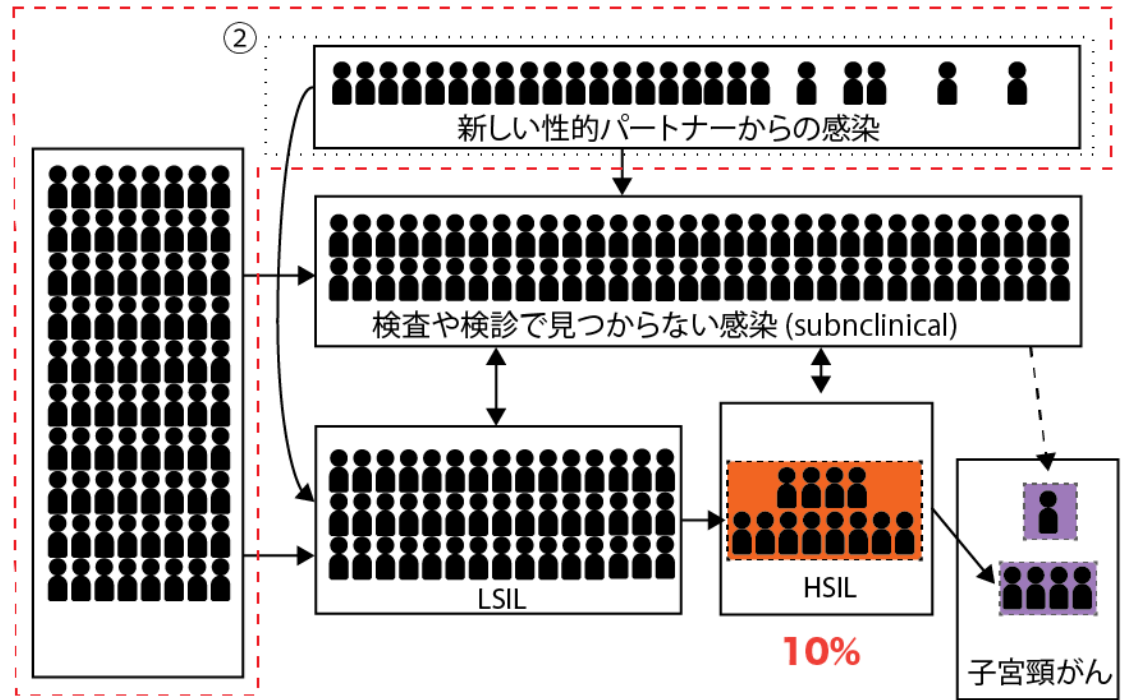 ②
新しい性的パートナーからの感染
検査や検診で見つからない感染 (subnclinical)
LSIL
HSIL
10%
子宮頸がん